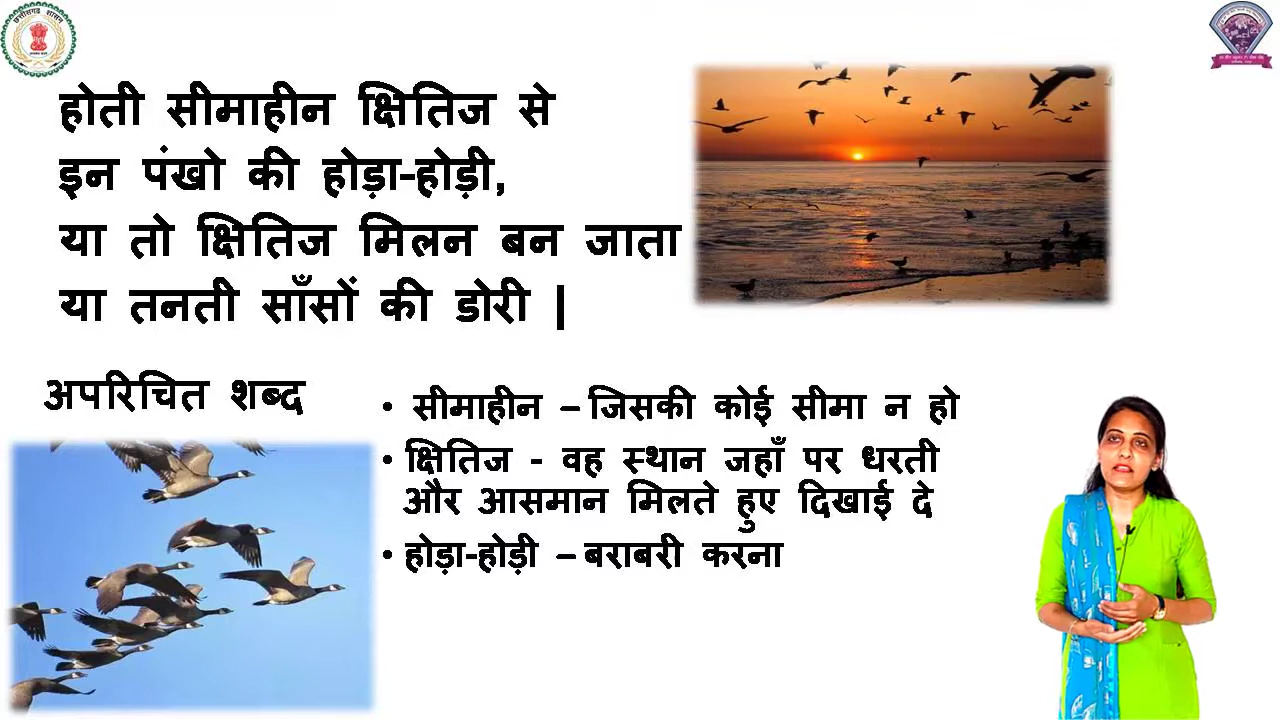 होती सीमाहीन क्षितिज से
इन पंखो की होड़ा-होड़ी,
या तो क्षितिज मिलन बन जाता
या तनती साँसों की डोरी |
अपरिचित शब्द
• सीमाहीन – जिसकी कोई सीमा न हो
• क्षितिज - वह स्थान जहाँ पर धरती
और आसमान मिलते हुए दिखाई दे
• होड़ा-होड़ी – बराबरी करना